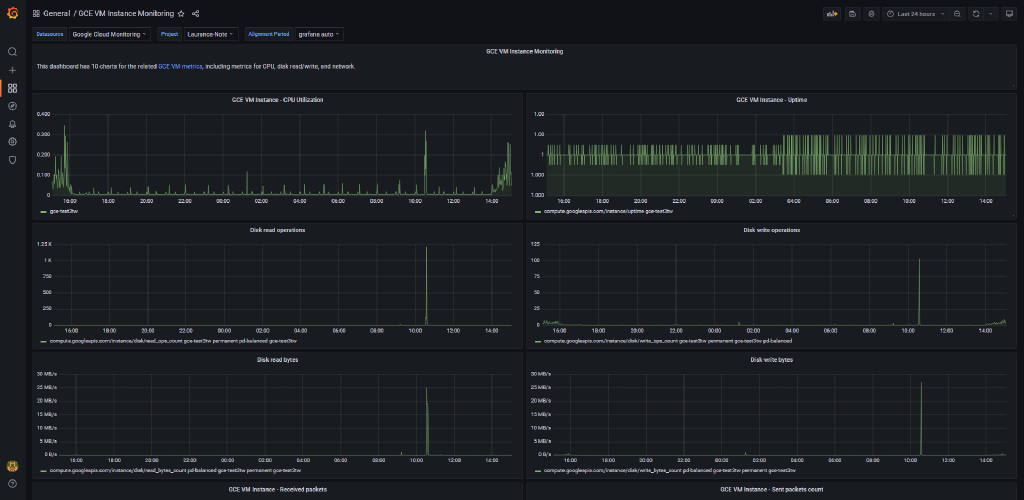 General / GCE VM Instance Monitoring
Last 24 hours
Datasource Google Cloud Monitoring Project Laurence-Note Alignment Period grafana auto
GCE VM Instance Monitoring
This dashboard has 10 charts for the related GCE VM metrics, including metrics for CPU, disk read/write, and network.
GCE VM Instance - CPU Utilization
0.400
0.300
0.200
0.100
0
16:00 18:00 20:00 22:00 00:00 02:00 04:00 06:00 08:00 10:00 12:00 14:00
gce-test3tw
GCE VM Instance - Uptime
1.00
1.00
1
1.000
1.000
16:00 18:00 20:00 22:00 00:00 02:00 04:00 06:00 08:00 10:00 12:00 14:00
compute.googleapis.com/instance/uptime gce-test3tw
Disk read operations
1.25 K
1 K
750
500
250
0
16:00 18:00 20:00 22:00 00:00 02:00 04:00 06:00 08:00 10:00 12:00 14:00
compute.googleapis.com/instance/disk/read_ops_count gce-test3tw permanent pd-balanced gce-test3tw
Disk write operations
125
100
75
50
25
0
16:00 18:00 20:00 22:00 00:00 02:00 04:00 06:00 08:00 10:00 12:00 14:00
compute.googleapis.com/instance/disk/write_ops_count gce-test3tw permanent gce-test3tw pd-balanced
Disk read bytes
30 MB/s
25 MB/s
20 MB/s
15 MB/s
10 MB/s
5 MB/s
0 B/s
16:00 18:00 20:00 22:00 00:00 02:00 04:00 06:00 08:00 10:00 12:00 14:00
compute.googleapis.com/instance/disk/read_bytes_count pd-balanced gce-test3tw permanent gce-test3tw
Disk write bytes
30 MB/s
25 MB/s
20 MB/s
15 MB/s
10 MB/s
5 MB/s
0 B/s
16:00 18:00 20:00 22:00 00:00 02:00 04:00 06:00 08:00 10:00 12:00 14:00
compute.googleapis.com/instance/disk/write_bytes_count pd-balanced gce-test3tw permanent gce-test3tw
GCE VM Instance - Received packets
GCE VM Instance - Sent packets count